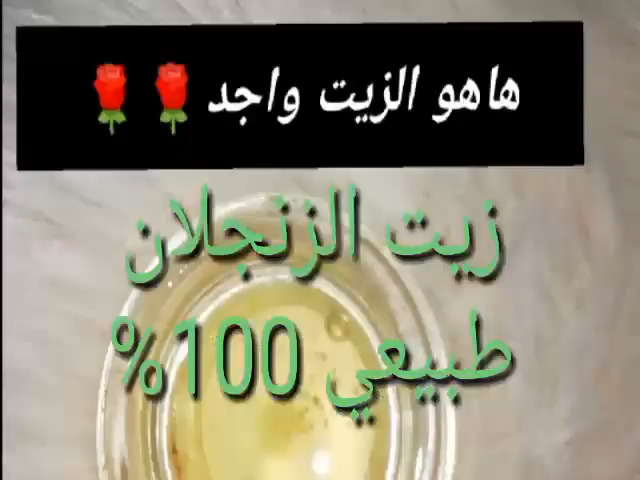 هاهو الزيت واجد 🌹🌹
زيت الزنجلان
طبيعي 100%